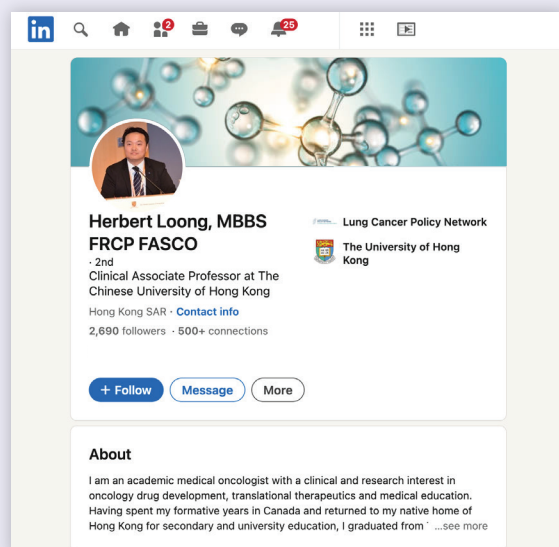 in
2
25
Herbert Loong, MBBS
FRCP FASCO
· 2nd
Clinical Associate Professor at The
Chinese University of Hong Kong
Hong Kong SAR · Contact info
2,690 followers · 500+ connections
Lung Cancer Policy Network
The University of Hong
Kong
+ Follow
Message
More
About
I am an academic medical oncologist with a clinical and research interest in
oncology drug development, translational therapeutics and medical education.
Having spent my formative years in Canada and returned to my native home of
Hong Kong for secondary and university education, I graduated from ...see more